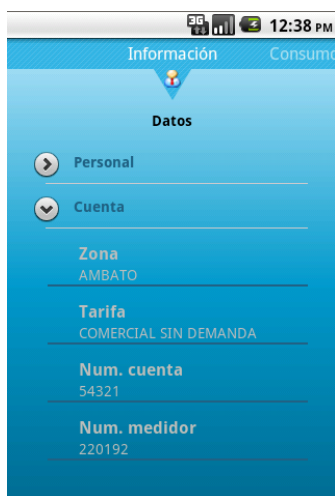 3G 12:38 PM
Información Consumo
Datos
Personal
Cuenta
Zona
AMBATO
Tarifa
COMERCIAL SIN DEMANDA
Num. cuenta
54321
Num. medidor
220192